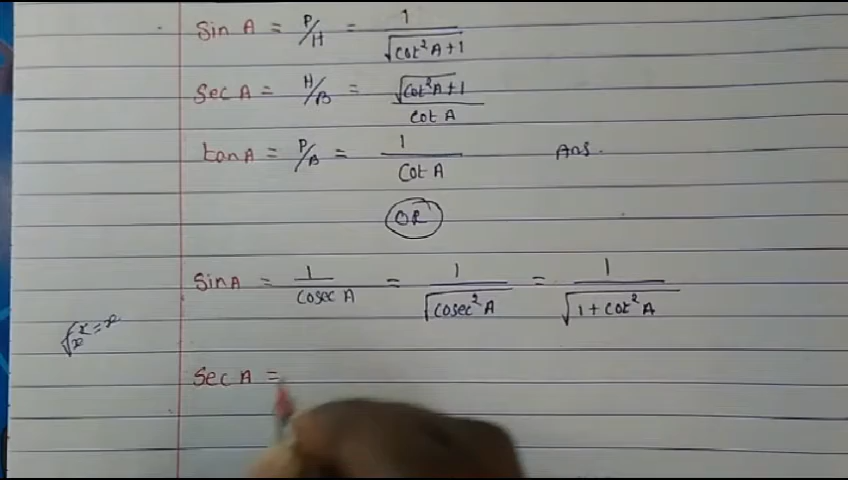 Sin A = P/H = 1/√(cot²A+1)
Sec A = H/B = √(cot²A+1)/cot A
tan A = P/B = 1/Cot A Ans.
OR
Sin A = 1/Cosec A = 1/√(Cosec²A) = 1/√(1+cot²A)
√x² = x
Sec A =